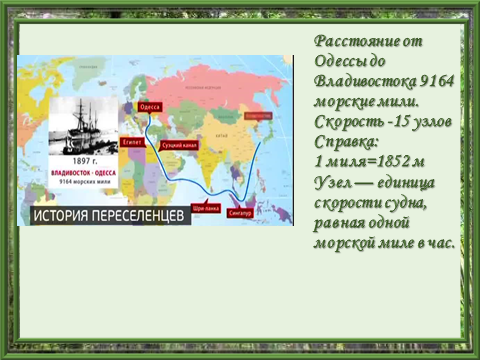 Расстояние от
Одессы до
Владивостока 9164
морские мили.
Скорость -15 узлов
Справка:
1 миля=1852 м
Узел — единица
скорости судна,
равная одной
морской миле в час.
Одесса
Египет
Суэцкий канал
КИТАЙ
1897 г.
ВЛАДИВОСТОК - ОДЕССА
9164 морских мили
Шри ланка
Сингапур
ИСТОРИЯ ПЕРЕСЕЛЕНЦЕВ